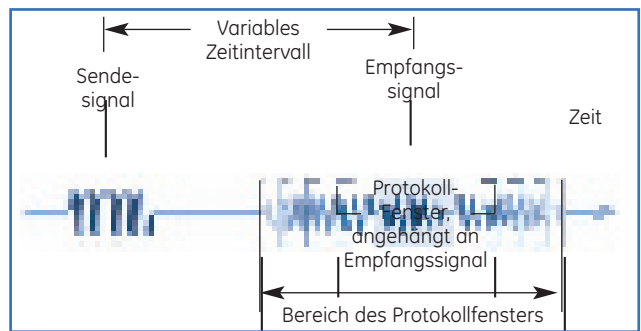 Variables
Zeitintervall
Sende-
signal
Empfangs-
signal
Zeit
Protokoll-
Fenster,
angehängt an
Empfangssignal
Bereich des Protokollfensters